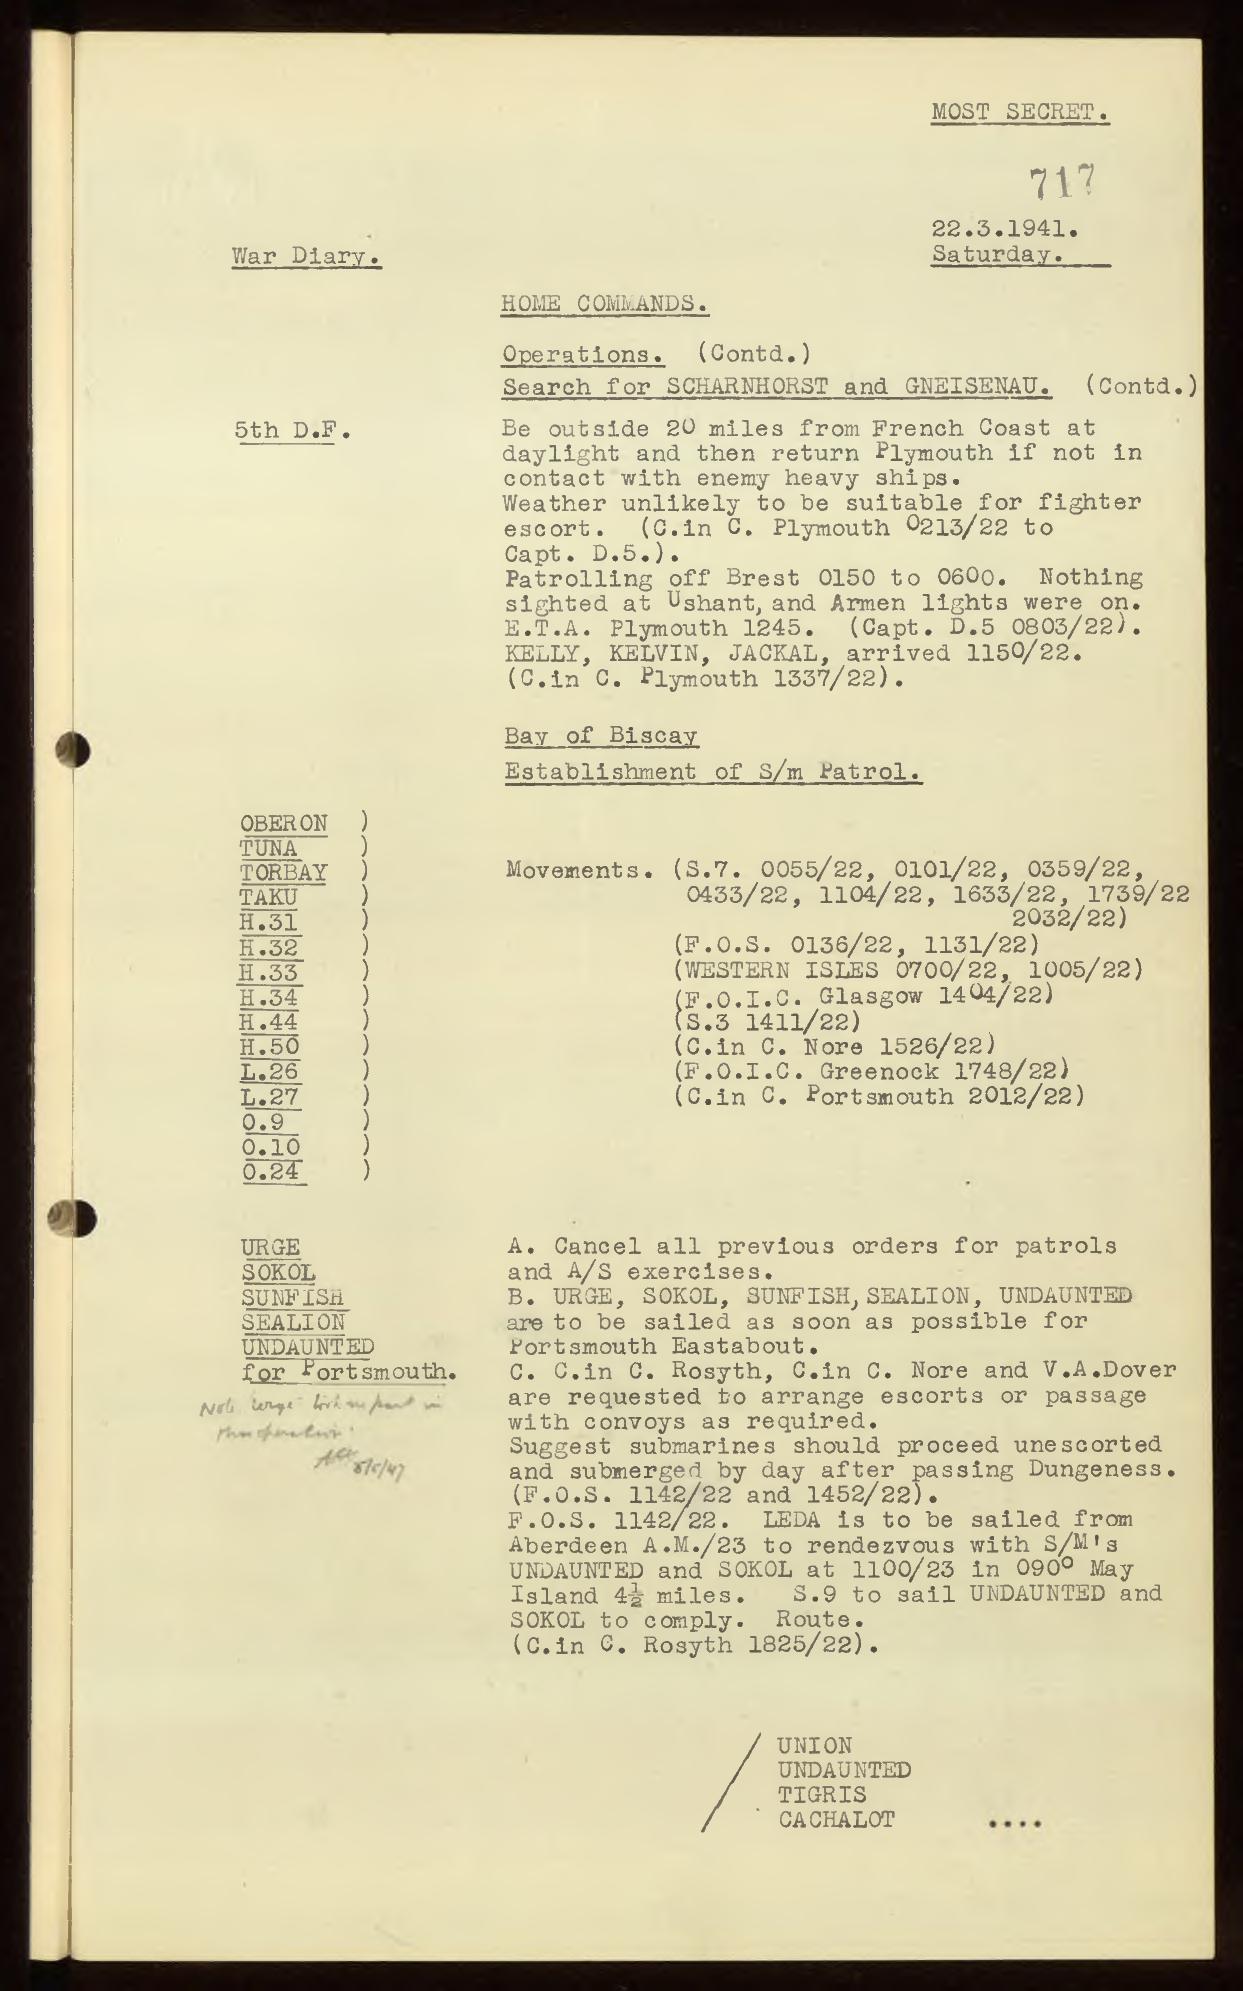 MOST SECRET.
717
22.3.1941.
War Diary.
Saturday.
HOME COMMANDS.
Operations. (Contd.)
Search for SCHARNHORST and GNEISENAU. (Contd.)
5th D.F.
Be outside 20 miles from French Coast at
daylight and then return Plymouth if not in
contact with enemy heavy ships.
Weather unlikely to be suitable for fighter
escort. (C.in C. Plymouth 0213/22 to
Capt. D.5.).
Patrolling off Brest 0150 to 0600. Nothing
sighted at Ushant, and Armen lights were on.
E.T.A. Plymouth 1245. (Capt. D.5 0803/22).
KELLY, KELVIN, JACKAL, arrived 1150/22.
(C.in C. Plymouth 1337/22).
Bay of Biscay
Establishment of S/m Patrol.
OBERON )
TUNA )
TORBAY )
TAKU )
H.31 )
H.32 )
H.33 )
H.34 )
H.44 )
H.50 )
L.26 )
L.27 )
O.9 )
O.10 )
O.24 )
Movements. (S.7. 0055/22, 0101/22, 0359/22,
0433/22, 1104/22, 1633/22, 1739/22
2032/22)
(F.O.S. 0136/22, 1131/22)
(WESTERN ISLES 0700/22, 1005/22)
(F.O.I.C. Glasgow 1404/22)
(S.3 1411/22)
(C.in C. Nore 1526/22)
(F.O.I.C. Greenock 1748/22)
(C.in C. Portsmouth 2012/22)
URGE
SOKOL
SUNFISH
SEALION
UNDAUNTED
for Portsmouth.
Note Urge took no part in
this operation.
8/5/47
A. Cancel all previous orders for patrols
and A/S exercises.
B. URGE, SOKOL, SUNFISH, SEALION, UNDAUNTED
are to be sailed as soon as possible for
Portsmouth Eastabout.
C. C.in C. Rosyth, C.in C. Nore and V.A.Dover
are requested to arrange escorts or passage
with convoys as required.
Suggest submarines should proceed unescorted
and submerged by day after passing Dungeness.
(F.O.S. 1142/22 and 1452/22).
F.O.S. 1142/22. LEDA is to be sailed from
Aberdeen A.M./23 to rendezvous with S/M's
UNDAUNTED and SOKOL at 1100/23 in 090° May
Island 4½ miles. S.9 to sail UNDAUNTED and
SOKOL to comply. Route.
(C.in C. Rosyth 1825/22).
/ UNION
UNDAUNTED
TIGRIS
CACHALOT ....